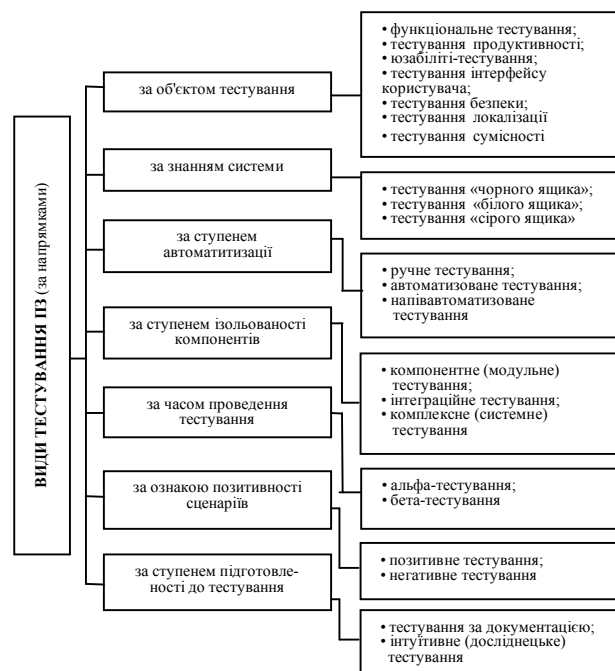 ВИДИ ТЕСТУВАННЯ ПЗ (за напрямками)
за об'єктом тестування
• функціональне тестування;
• тестування продуктивності;
• юзабіліті-тестування;
• тестування інтерфейсу
користувача;
• тестування безпеки;
• тестування локалізації
• тестування сумісності
за знанням системи
• тестування «чорного ящика»;
• тестування «білого ящика»;
• тестування «сірого ящика»
за ступенем
автоматитизації
• ручне тестування;
• автоматизоване тестування;
• напівавтоматизоване
тестування
за ступенем ізольованості
компонентів
• компонентне (модульне)
тестування;
• інтеграційне тестування;
• комплексне (системне)
тестування
за часом проведення
тестування
• альфа-тестування;
• бета-тестування
за ознакою позитивності
сценаріїв
• позитивне тестування;
• негативне тестування
за ступенем підготовле-
ності до тестування
• тестування за документацією;
• інтуїтивне (досліднецьке)
тестування